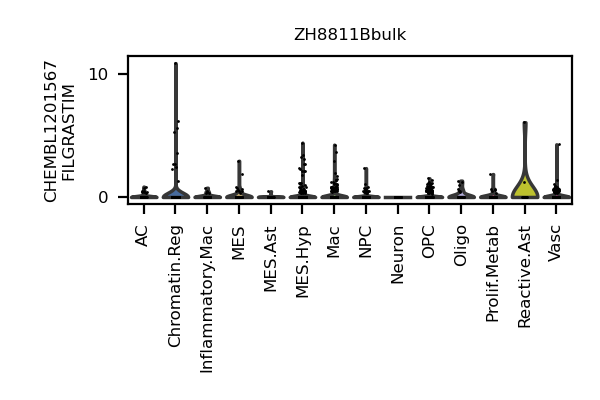 ZH8811Bbulk
CHEMBL1201567
FILGRASTIM
10
0
AC
Chromatin.Reg
Inflammatory.Mac
MES
MES.Ast
MES.Hyp
Mac
NPC
Neuron
OPC
Oligo
Prolif.Metab
Reactive.Ast
Vasc